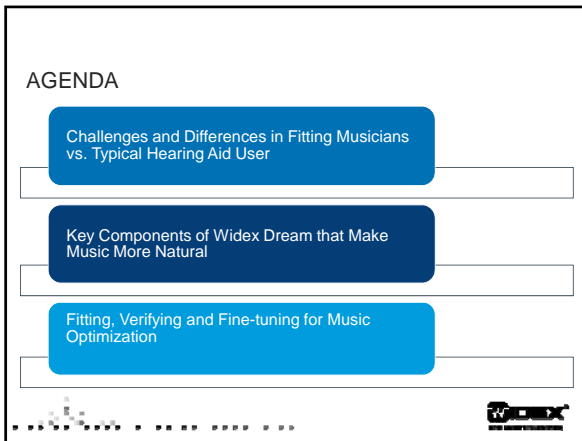 AGENDA
Challenges and Differences in Fitting Musicians
vs. Typical Hearing Aid User
Key Components of Widex Dream that Make
Music More Natural
Fitting, Verifying and Fine-tuning for Music
Optimization
WIDEX